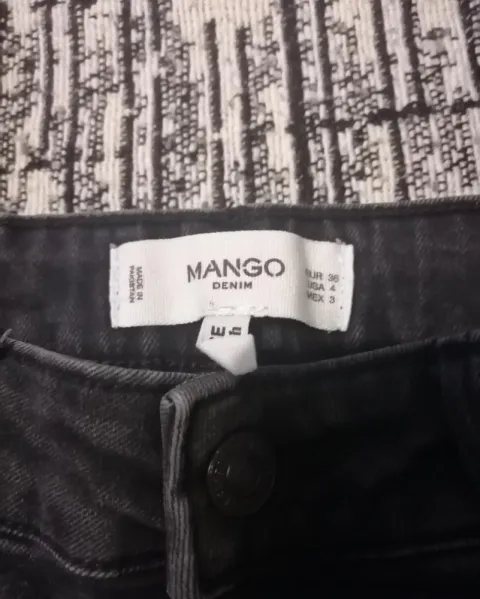 MADE IN
PAKISTAN
MANGO
DENIM
EUR 36
USA 4
MEX 3